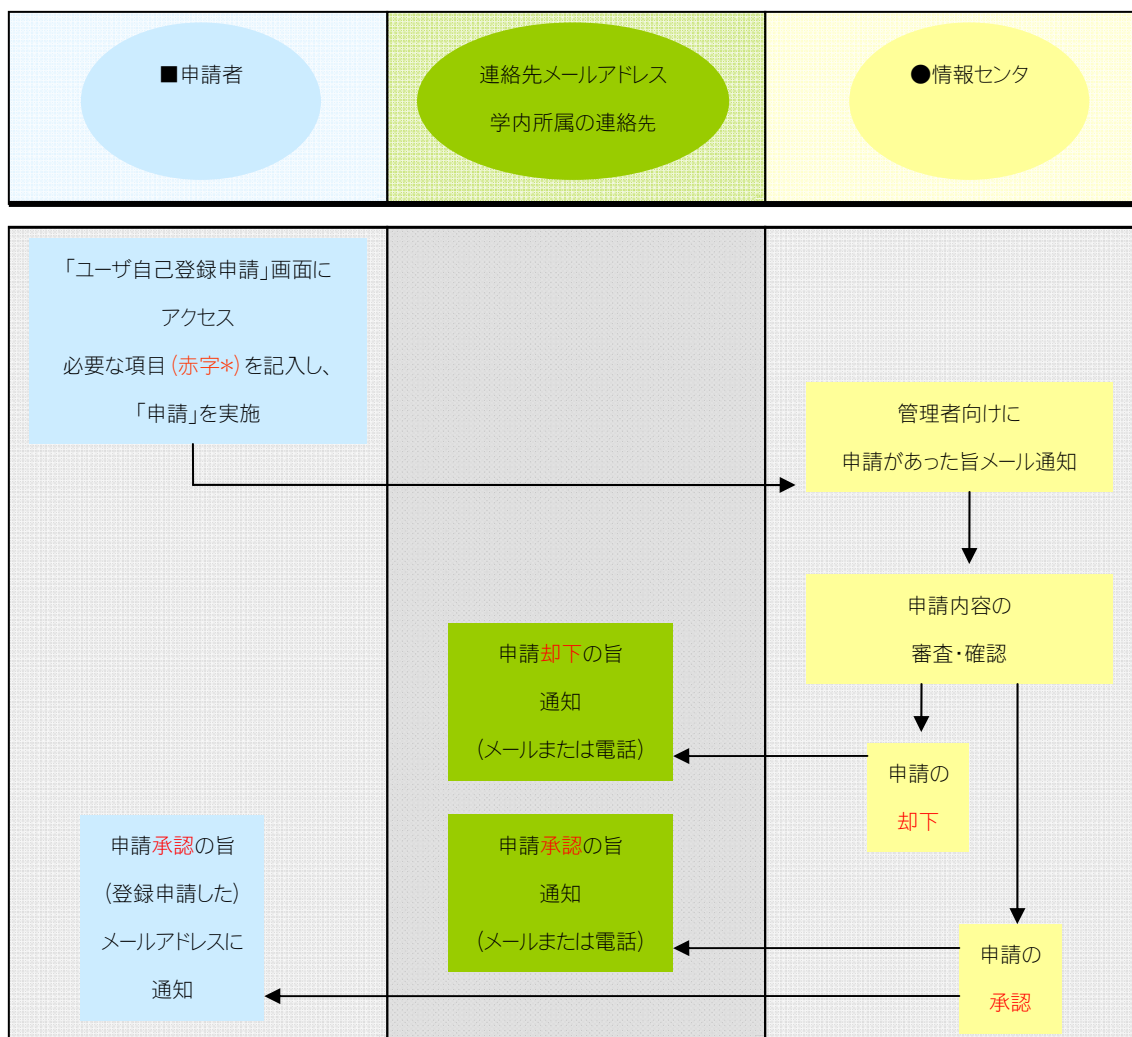 ■申請者
連絡先メールアドレス
学内所属の連絡先
●情報センタ
「ユーザ自己登録申請」画面に
アクセス
必要な項目(赤字*)を記入し、
「申請」を実施
管理者向けに
申請があった旨メール通知
申請内容の
審査・確認
申請却下の旨
通知
(メールまたは電話)
申請の
却下
申請承認の旨
(登録申請した)
メールアドレスに
通知
申請承認の旨
通知
(メールまたは電話)
申請の
承認